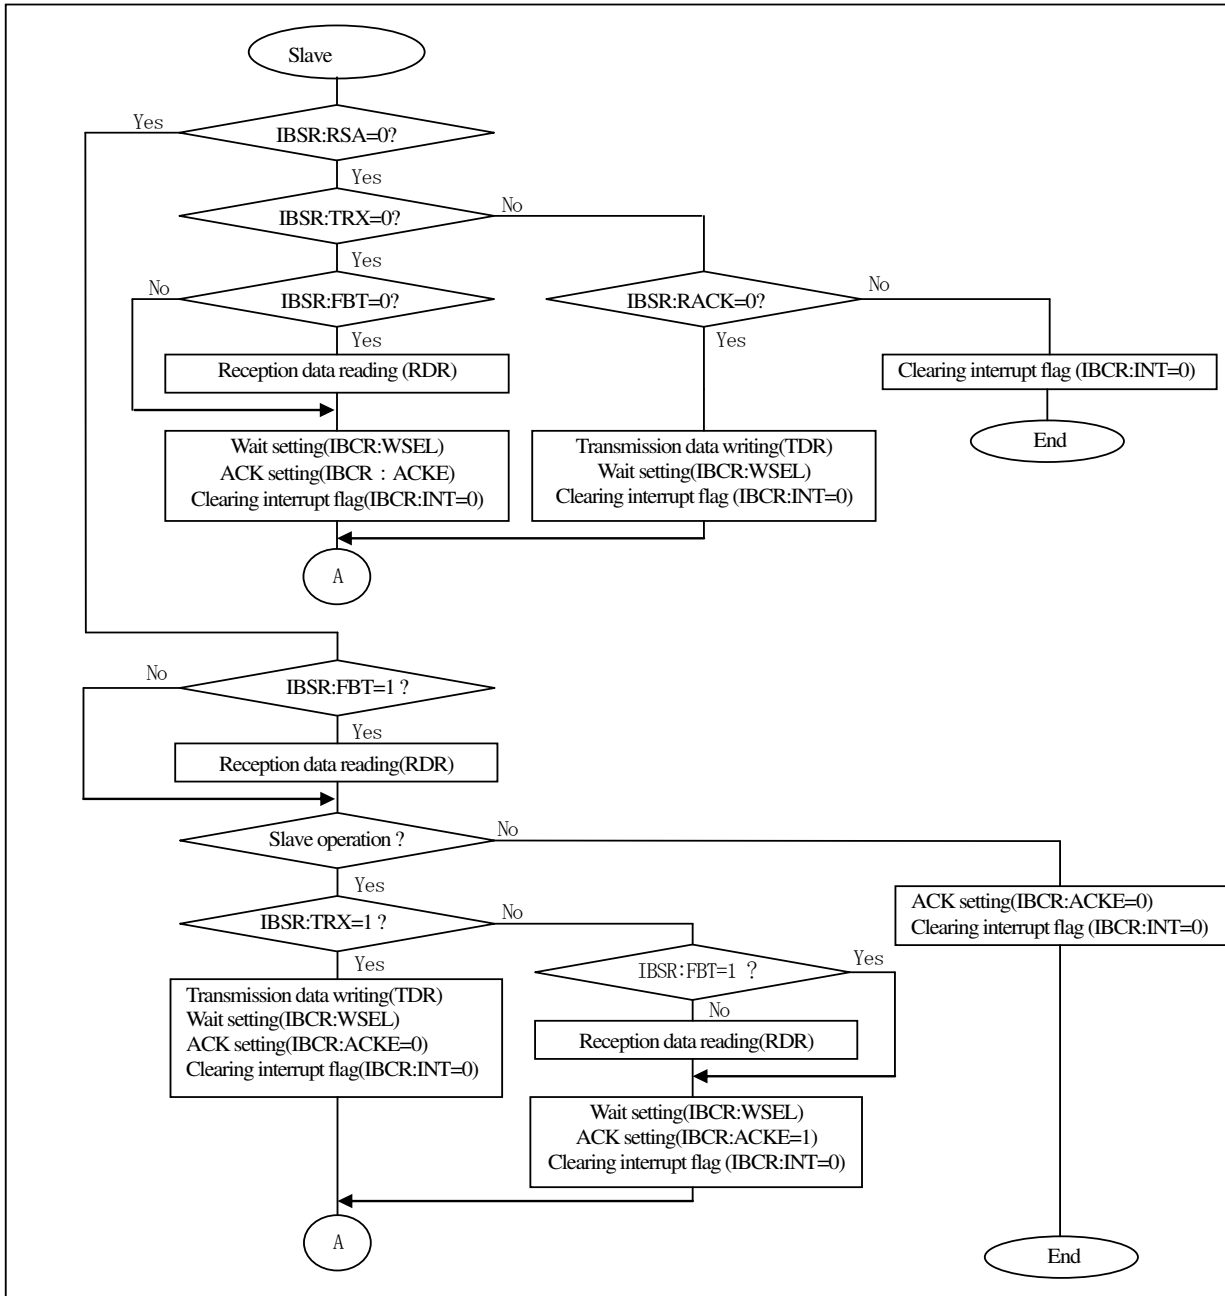 Slave
Yes
IBSR:RSA=0?
Yes
IBSR:TRX=0?
No
Yes
No
IBSR:FBT=0?
IBSR:RACK=0?
No
Yes
Yes
Reception data reading (RDR)
Clearing interrupt flag (IBCR:INT=0)
Wait setting(IBCR:WSEL)
ACK setting(IBCR : ACKE)
Clearing interrupt flag(IBCR:INT=0)
Transmission data writing(TDR)
Wait setting(IBCR:WSEL)
Clearing interrupt flag (IBCR:INT=0)
End
A
No
IBSR:FBT=1 ?
Yes
Reception data reading(RDR)
Slave operation ?
No
Yes
IBSR:TRX=1 ?
No
ACK setting(IBCR:ACKE=0)
Clearing interrupt flag (IBCR:INT=0)
Yes
IBSR:FBT=1 ?
Yes
No
Transmission data writing(TDR)
Wait setting(IBCR:WSEL)
ACK setting(IBCR:ACKE=0)
Clearing interrupt flag(IBCR:INT=0)
Reception data reading(RDR)
Wait setting(IBCR:WSEL)
ACK setting(IBCR:ACKE=1)
Clearing interrupt flag (IBCR:INT=0)
A
End